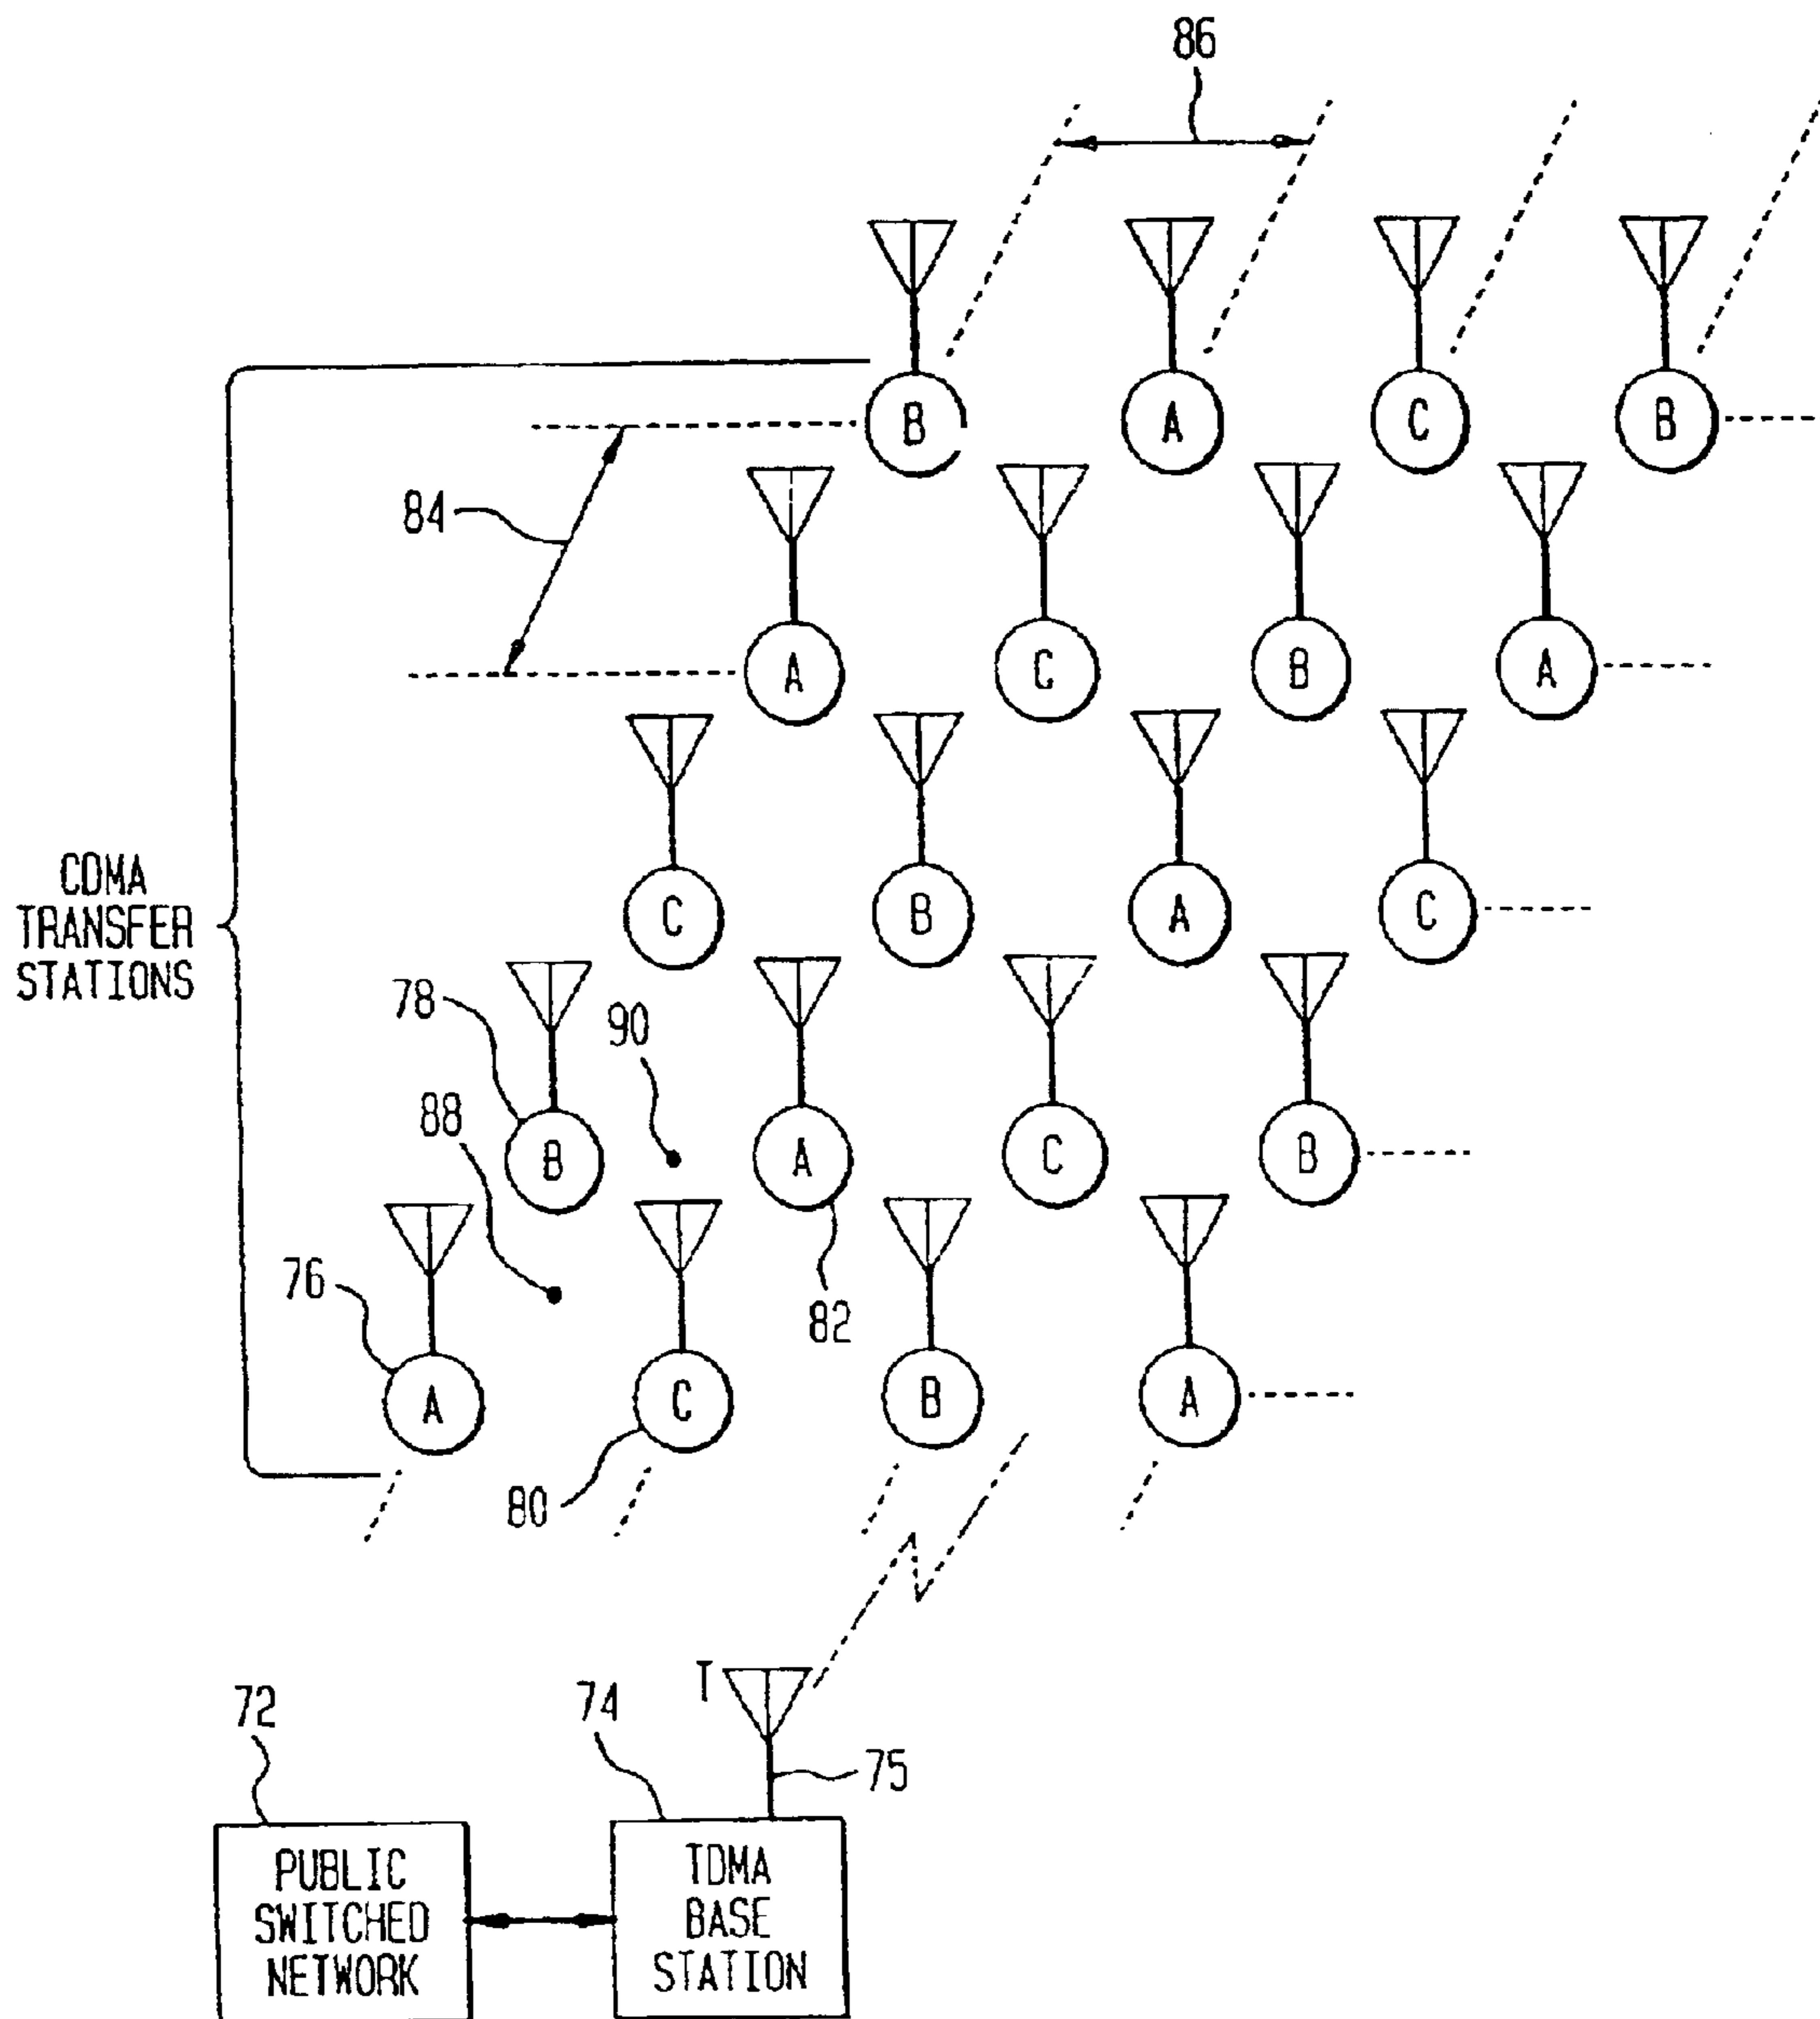 86
B A C B
84
A C B A
C B A C
CDMA
TRANSFER
STATIONS
78
90
88
B A C B
76
82
A C B A
80
T
72
74
75
PUBLIC
SWITCHED
NETWORK
TDMA
BASE
STATION